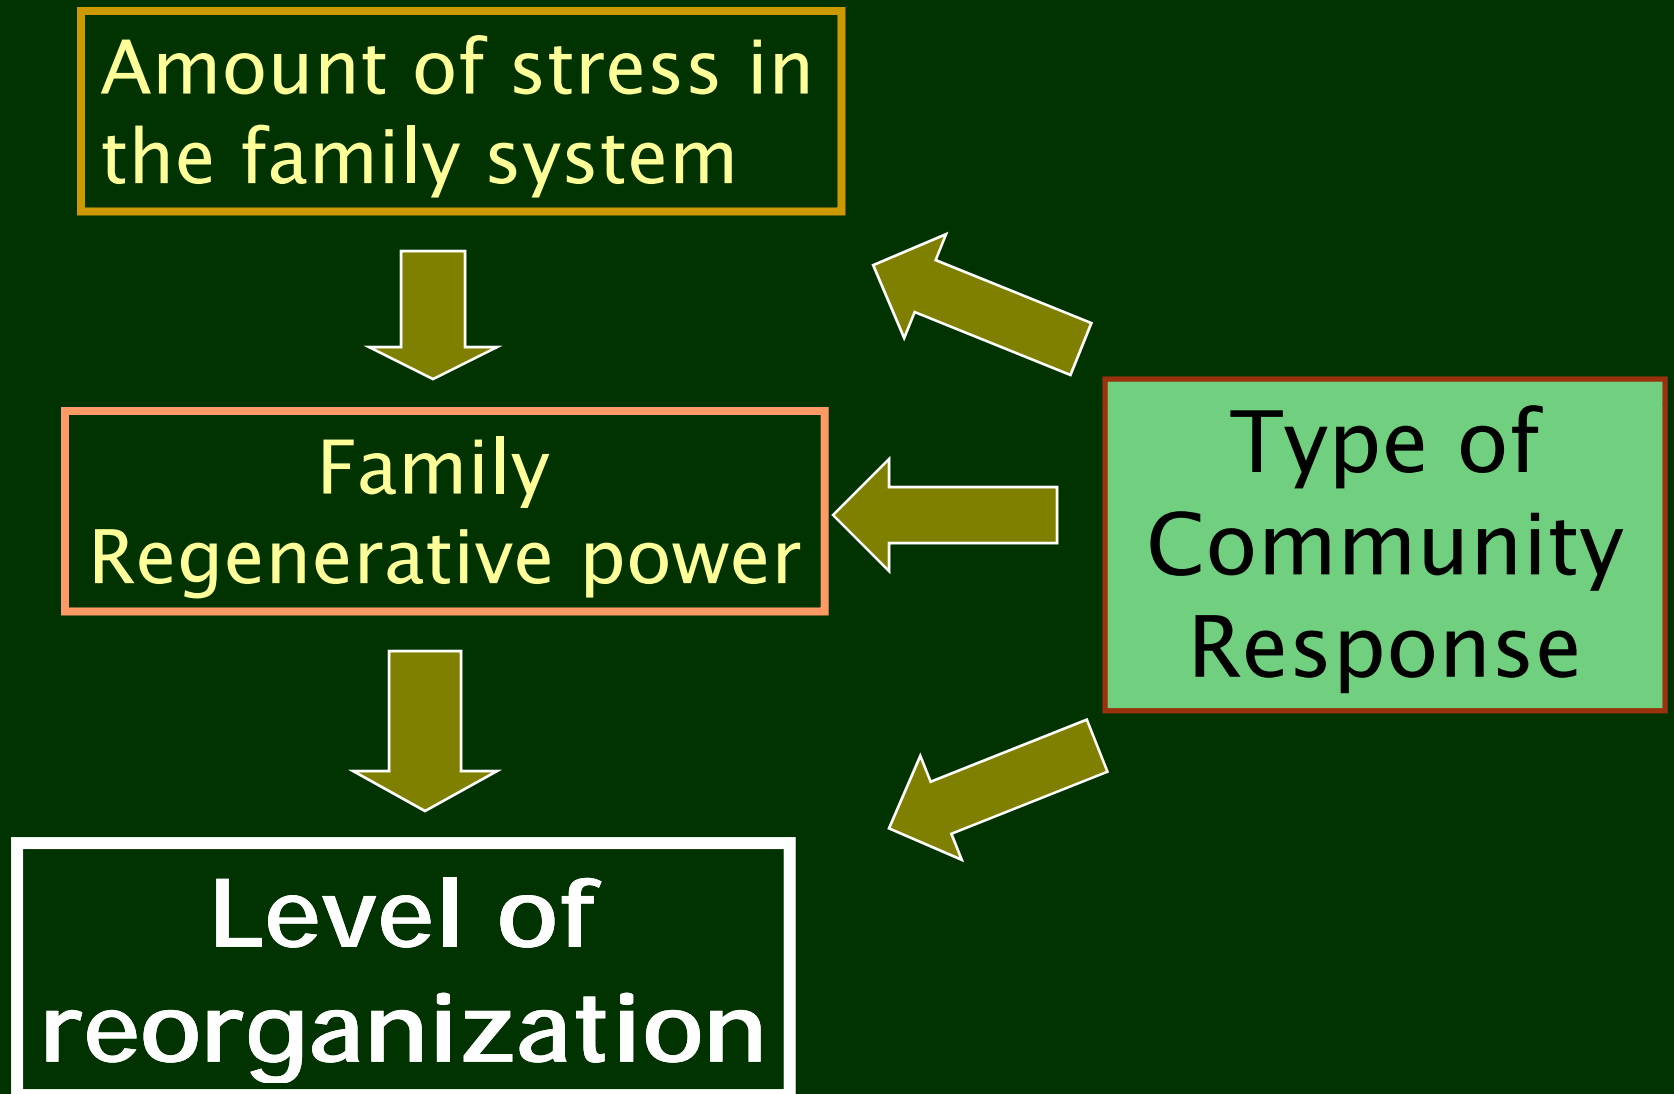 Amount of stress in
the family system
Family
Regenerative power
Type of
Community
Response
Level of
reorganization